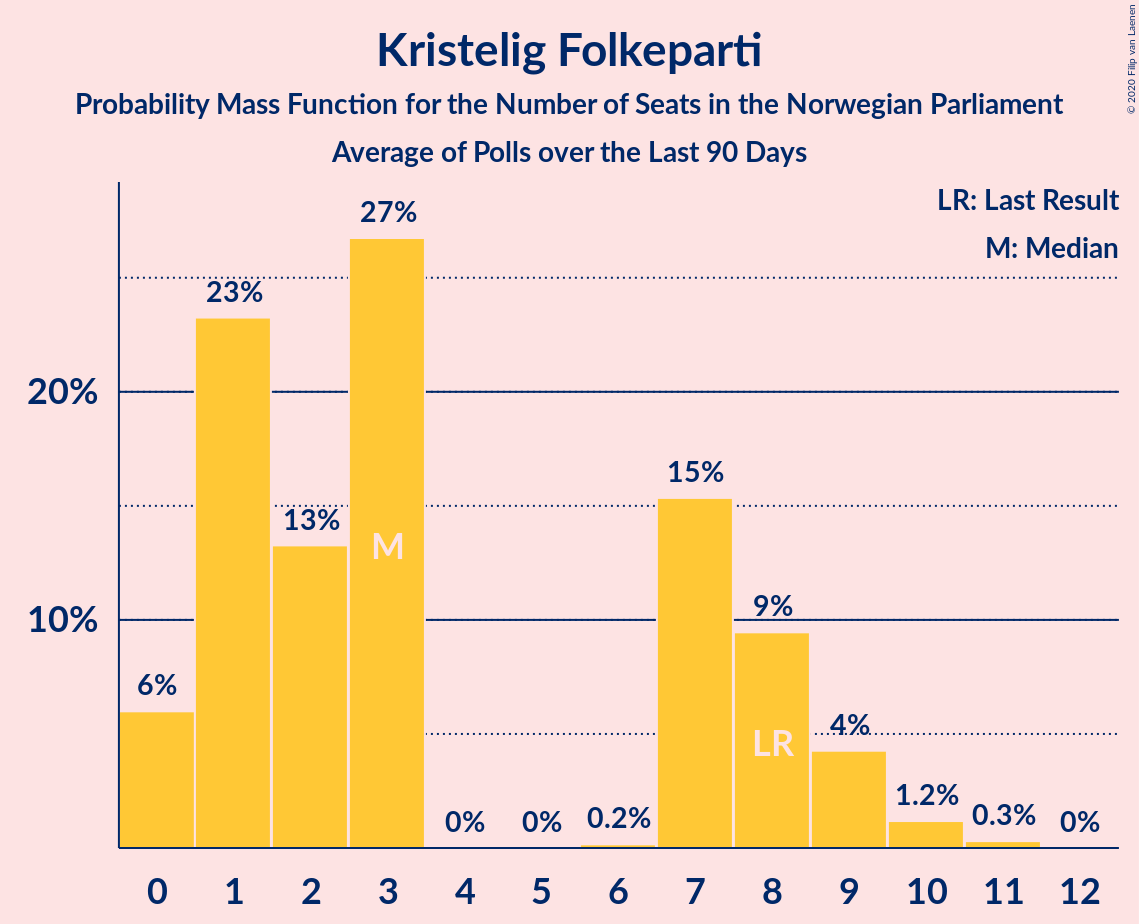 © 2020 Filip van Laenen
Kristelig Folkeparti
Probability Mass Function for the Number of Seats in the Norwegian Parliament
Average of Polls over the Last 90 Days
LR: Last Result
M: Median
27%
23%
20%
15%
13%
M
10%
9%
6%
LR
4%
0%
0%
0.2%
1.2%
0.3%
0%
0 1 2 3 4 5 6 7 8 9 10 11 12